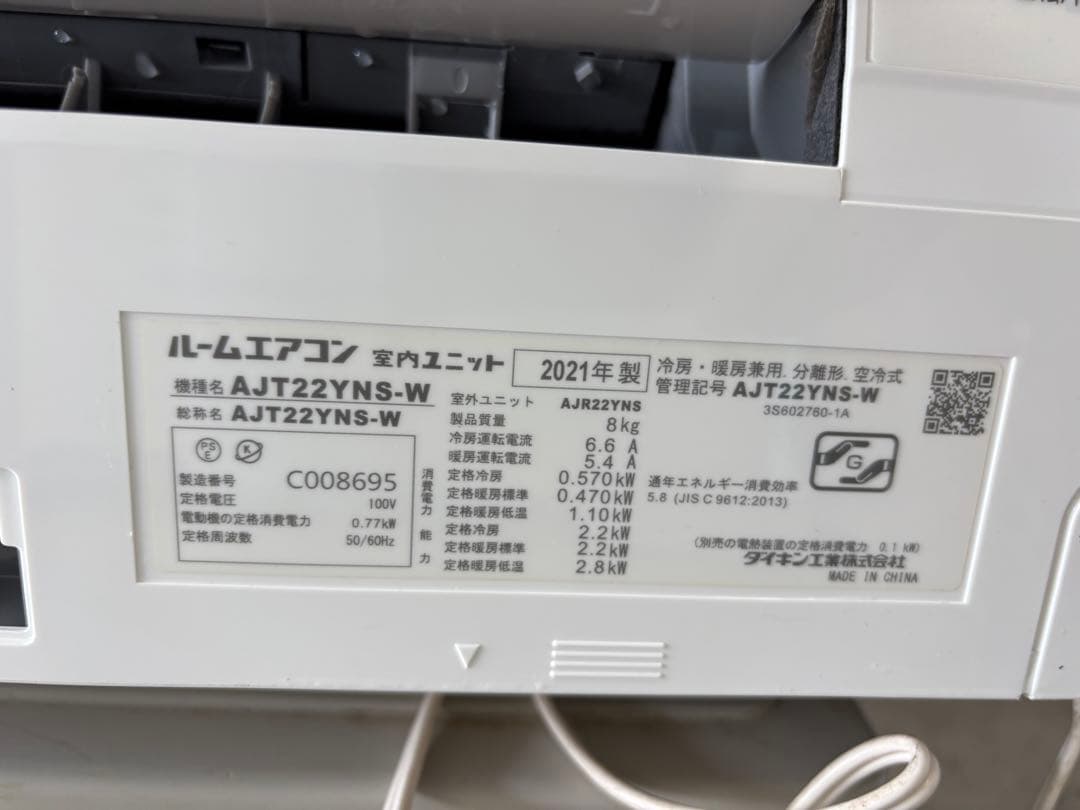 ルームエアコン 室内ユニット 2021年 製
冷房・暖房兼用. 分離形. 空冷式
機種名 AJT22YNS-W
管理記号 AJT22YNS-W
総称名 AJT22YNS-W
3S602760-1A
PS
E
K
製造番号 C008695
定格電圧 100V
電動機の定格消費電力 0.77kW
定格周波数 50/60Hz
室外ユニット AJR22YNS
製品質量 8kg
冷房運転電流 6.6 A
暖房運転電流 5.4 A
消費電力
定格冷房 0.570kW
定格暖房標準 0.470kW
定格暖房低温 1.10kW
能力
定格冷房 2.2kW
定格暖房標準 2.2kW
定格暖房低温 2.8kW
G
通年エネルギー消費効率
5.8 (JIS C 9612:2013)
(別売の電熱装置の定格消費電力 0.1 kW)
ダイキン工業株式会社
MADE IN CHINA